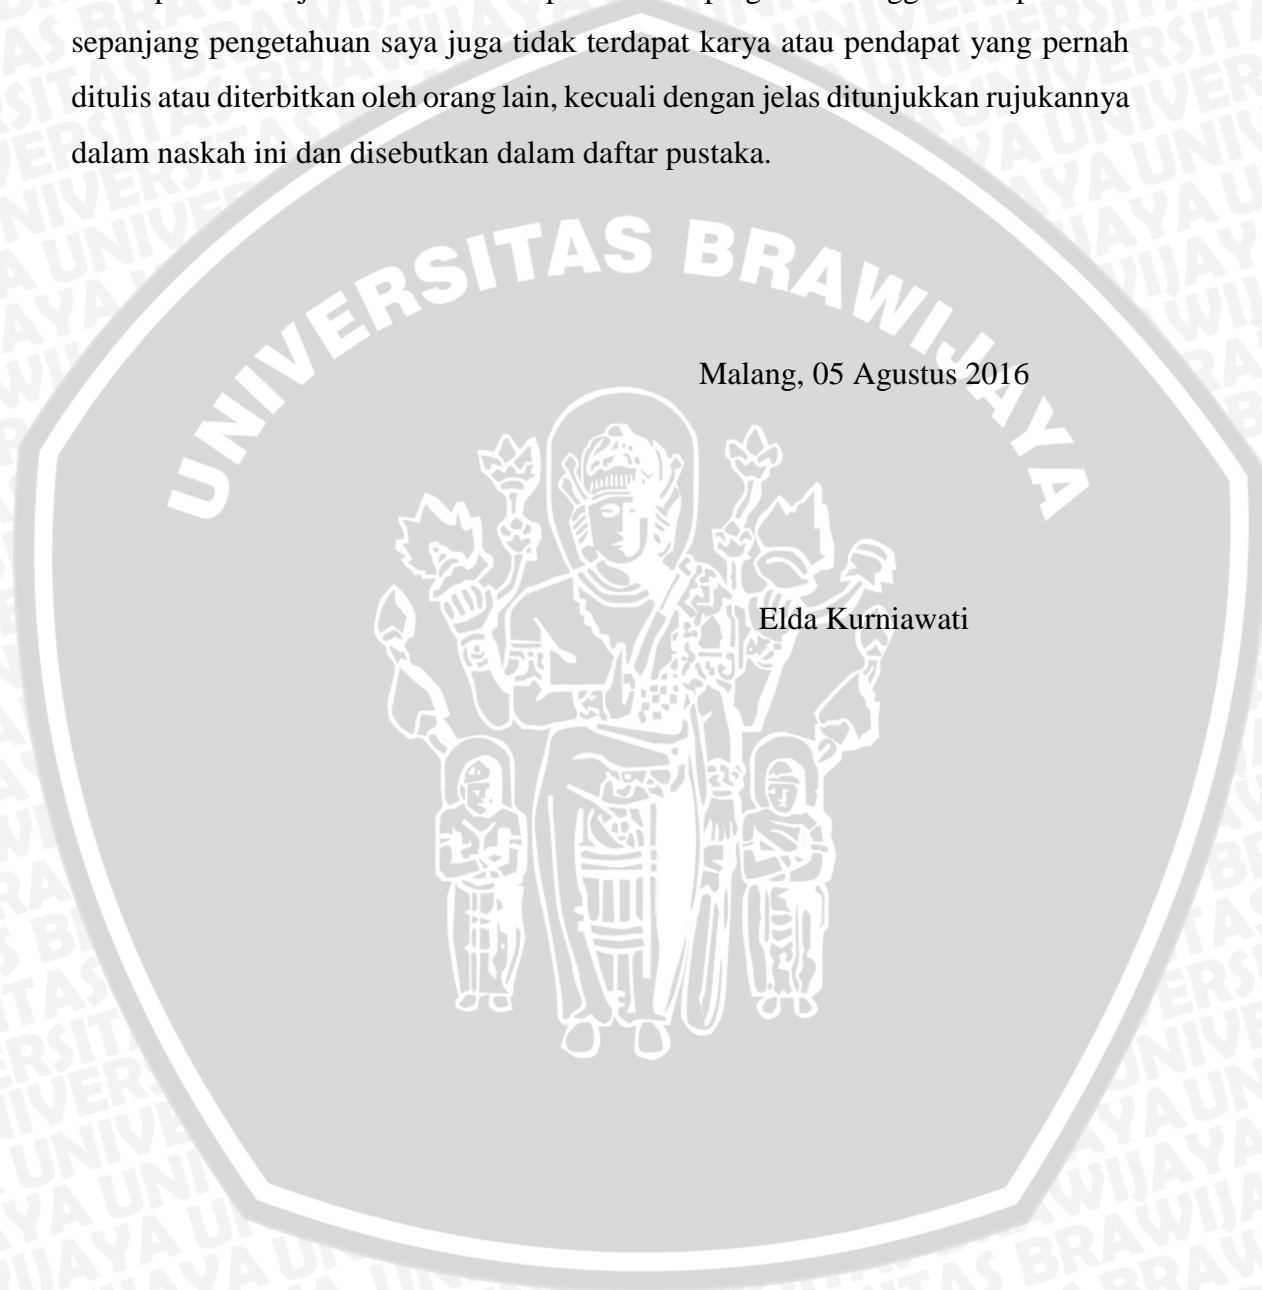 sepanjang pengetahuan saya juga tidak terdapat karya atau pendapat yang pernah
ditulis atau diterbitkan oleh orang lain, kecuali dengan jelas ditunjukkan rujukannya
dalam naskah ini dan disebutkan dalam daftar pustaka.
UNIVERSITAS BRAWIJAYA
Malang, 05 Agustus 2016
Elda Kurniawati